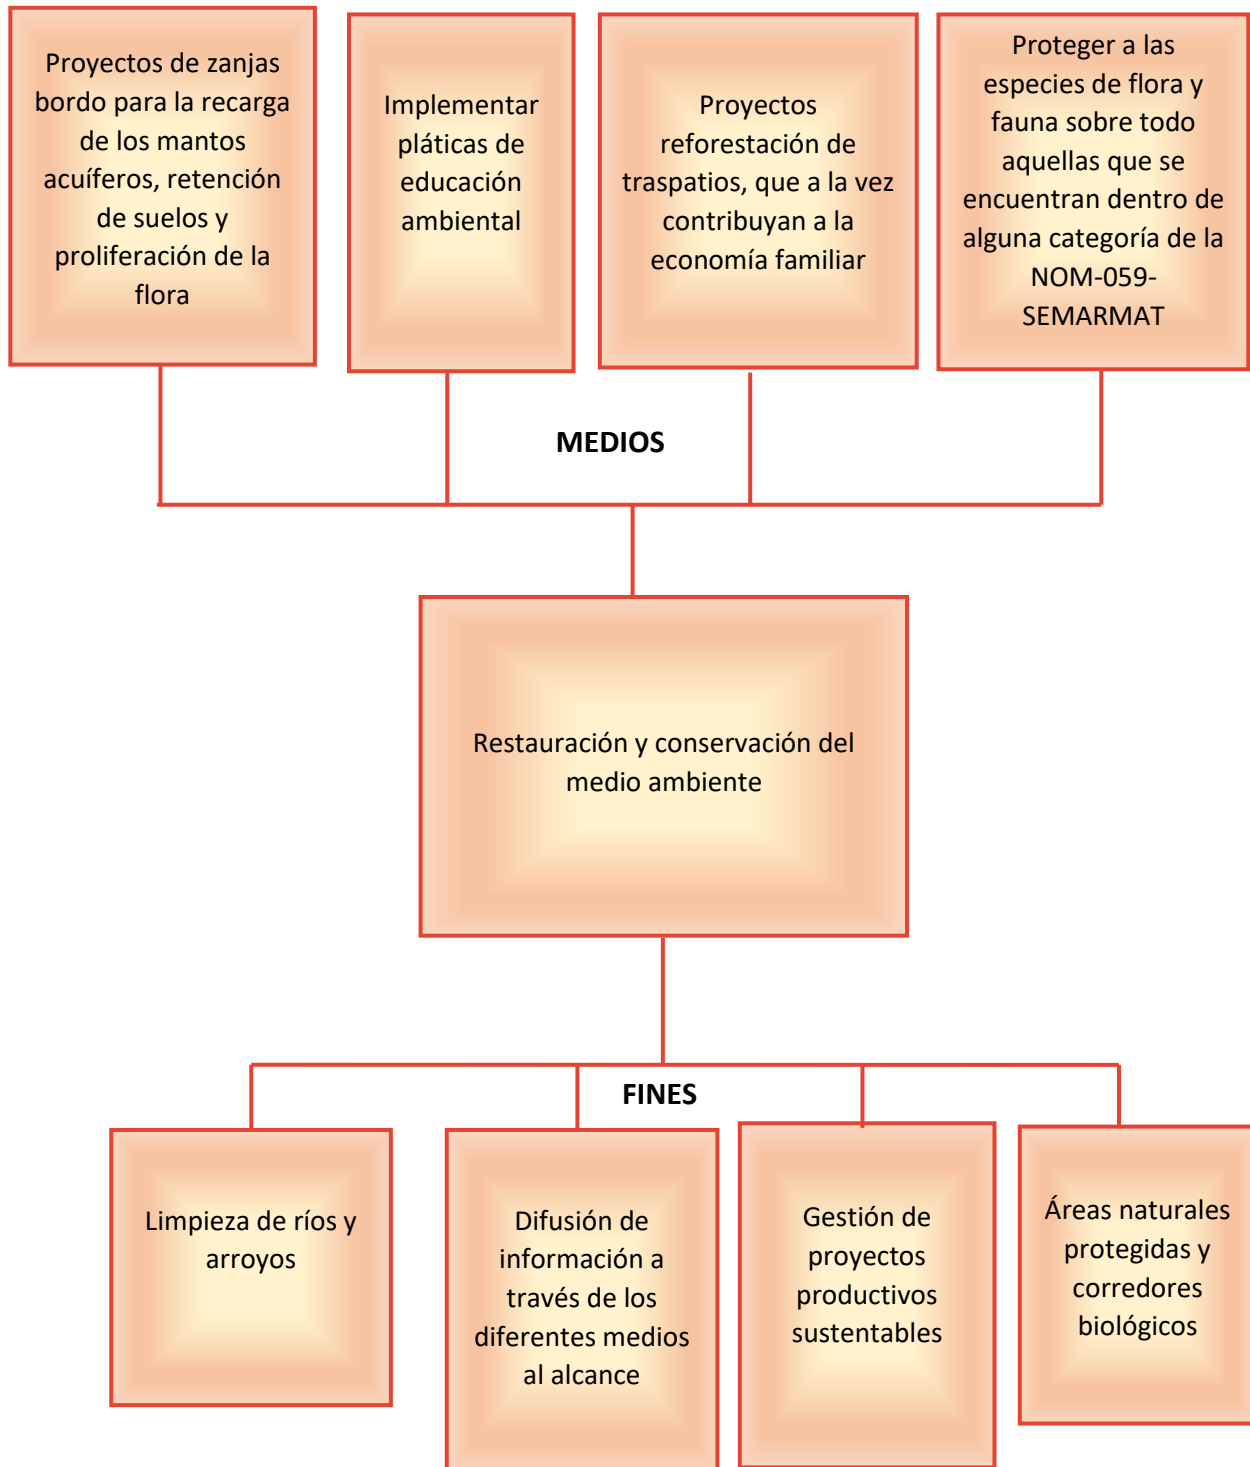 Proyectos de zanjas
bordo para la recarga
de los mantos
acuíferos, retención
de suelos y
proliferación de la
flora
Implementar
pláticas de
educación
ambiental
Proyectos
reforestación de
traspatios, que a la vez
contribuyan a la
economía familiar
Proteger a las
especies de flora y
fauna sobre todo
aquellas que se
encuentran dentro de
alguna categoría de la
NOM-059-
SEMARMAT
MEDIOS
Restauración y conservación del
medio ambiente
FINES
Limpieza de ríos y
arroyos
Difusión de
información a
través de los
diferentes medios
al alcance
Gestión de
proyectos
productivos
sustentables
Áreas naturales
protegidas y
corredores
biológicos